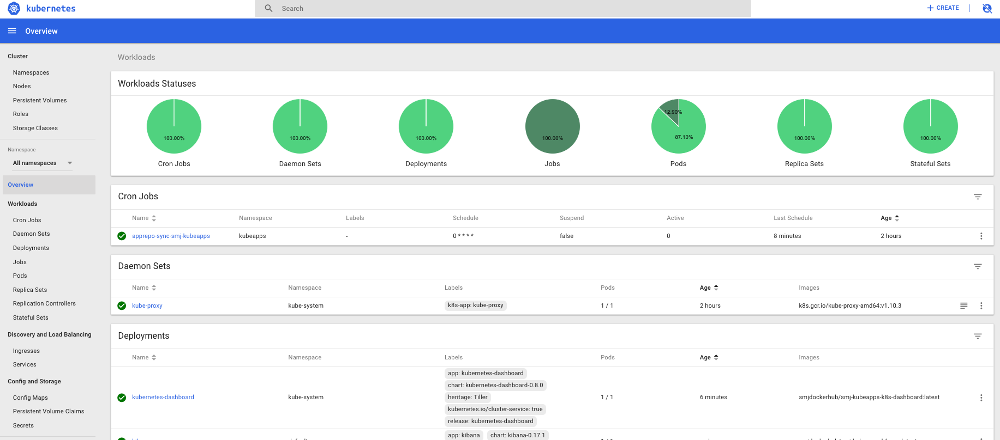 kubernetes
Search
CREATE
Overview
Cluster
Namespaces
Nodes
Persistent Volumes
Roles
Storage Classes
Namespace
All namespaces
Overview
Workloads
Cron Jobs
Daemon Sets
Deployments
Jobs
Pods
Replica Sets
Replication Controllers
Stateful Sets
Discovery and Load Balancing
Ingresses
Services
Config and Storage
Config Maps
Persistent Volume Claims
Secrets
Workloads
Workloads Statuses
100.00% 100.00% 100.00% 100.00% 12.90% 87.10% 100.00% 100.00%
Cron Jobs Daemon Sets Deployments Jobs Pods Replica Sets Stateful Sets
Cron Jobs
Name Namespace Labels Schedule Suspend Active Last Schedule Age
apprepo-sync-smj-kubeapps kubeapps - 0 * * * * false 0 8 minutes 2 hours
Daemon Sets
Name Namespace Labels Pods Age Images
kube-proxy kube-system k8s-app: kube-proxy 1 / 1 2 hours k8s.gcr.io/kube-proxy-amd64:v1.10.3
Deployments
Name Namespace Labels Pods Age Images
app: kubernetes-dashboard
chart: kubernetes-dashboard-0.8.0
kubernetes-dashboard kube-system heritage: Tiller 1 / 1 6 minutes smjdockerhub/smj-kubeapps-k8s-dashboard:latest
kubernetes.io/cluster-service: true
release: kubernetes-dashboard
app: kibana chart: kibana-0.17.1